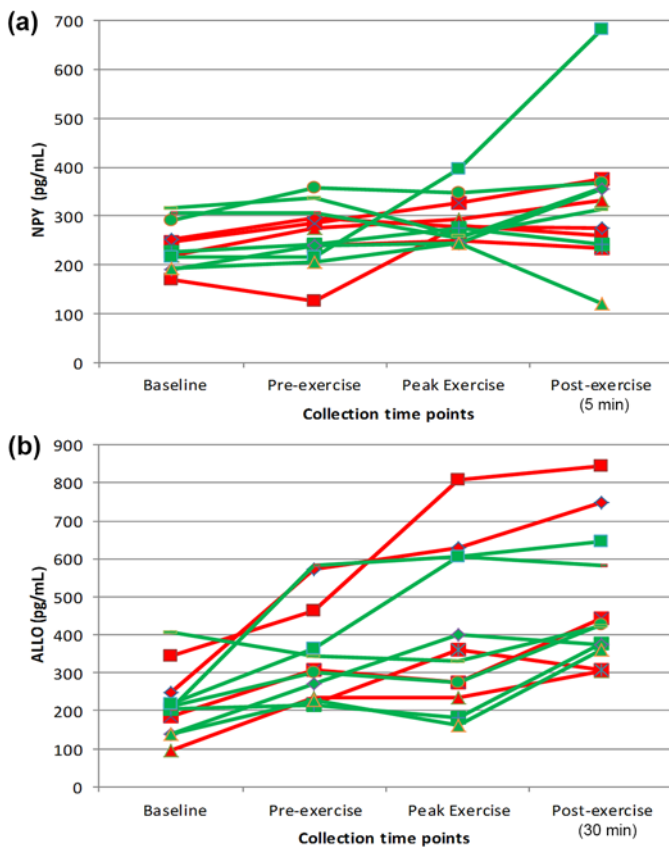 (a)
700
600
500
400
300
200
100
0
NPY (pg/mL)
Baseline Pre-exercise Peak Exercise Post-exercise
(5 min)
Collection time points
(b)
900
800
700
600
500
400
300
200
100
0
ALLO (pg/mL)
Baseline Pre-exercise Peak Exercise Post-exercise
(30 min)
Collection time points